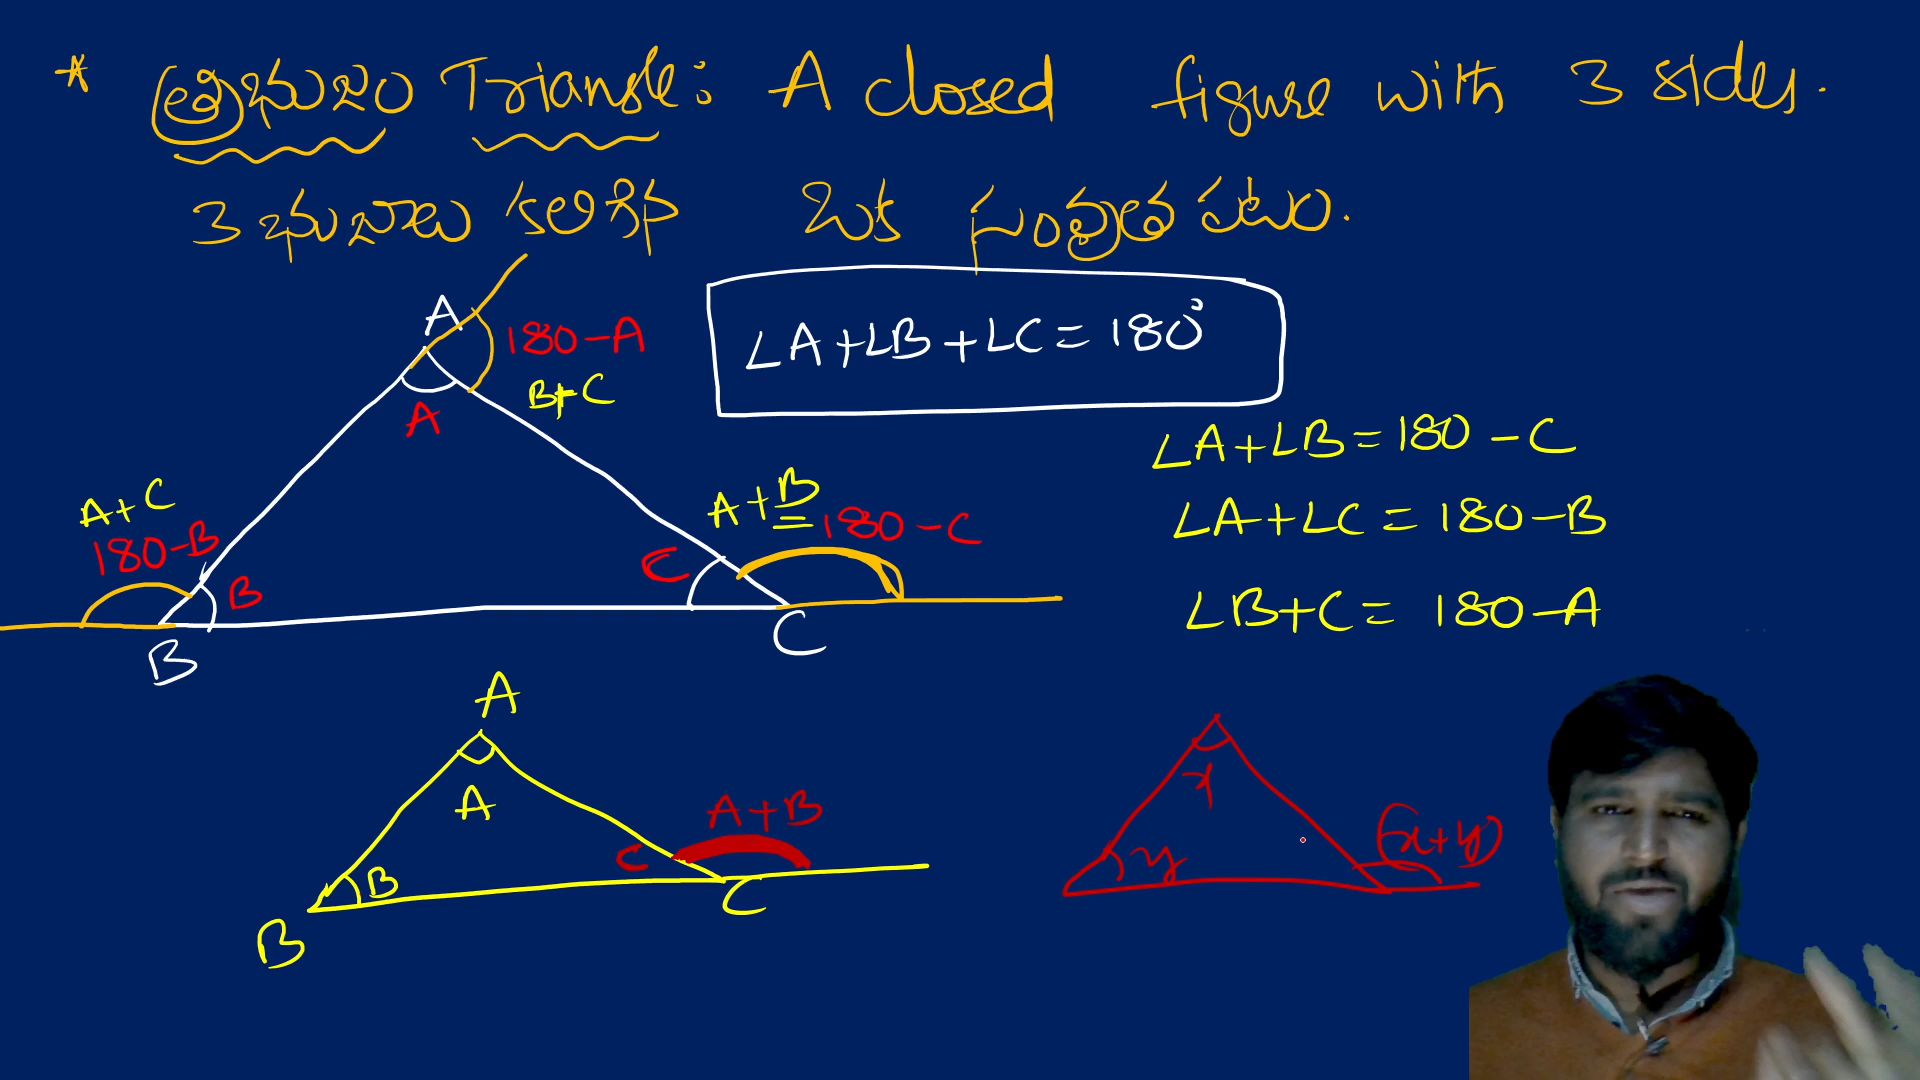 * త్రిభుజం Triangle: A closed figure with 3 sides.
3 భుజాలు కలిగిన ఒక సంవృత పటం.
A
180-A
B+C
A
∠A+∠B+∠C=180°
∠A+∠B=180-C
∠A+∠C=180-B
∠B+C=180-A
A+C
180-B
B
B
A+B
180-C
C
C
A
A
B
B
C
A+B
C
x
y
(x+y)